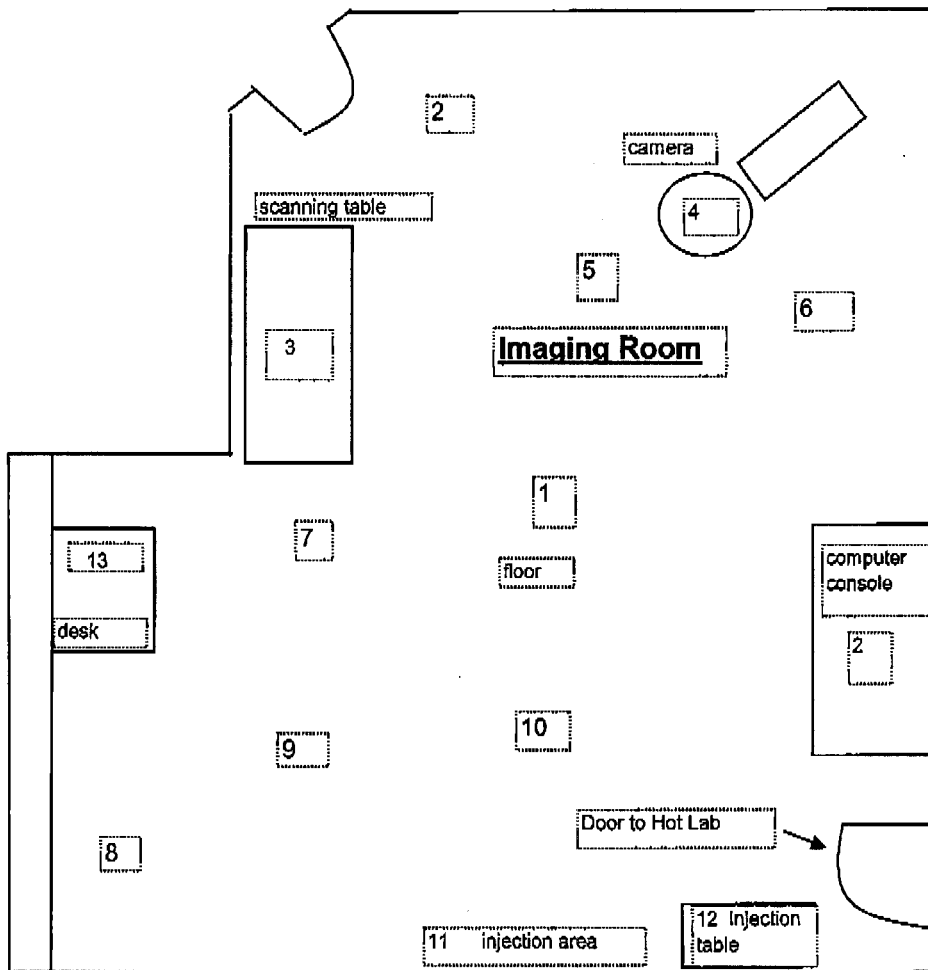 2
camera
scanning table
4
5
6
3
Imaging Room
1
7
13
floor
computer
console
desk
2
10
9
Door to Hot Lab
8
12 Injection
table
11 injection area